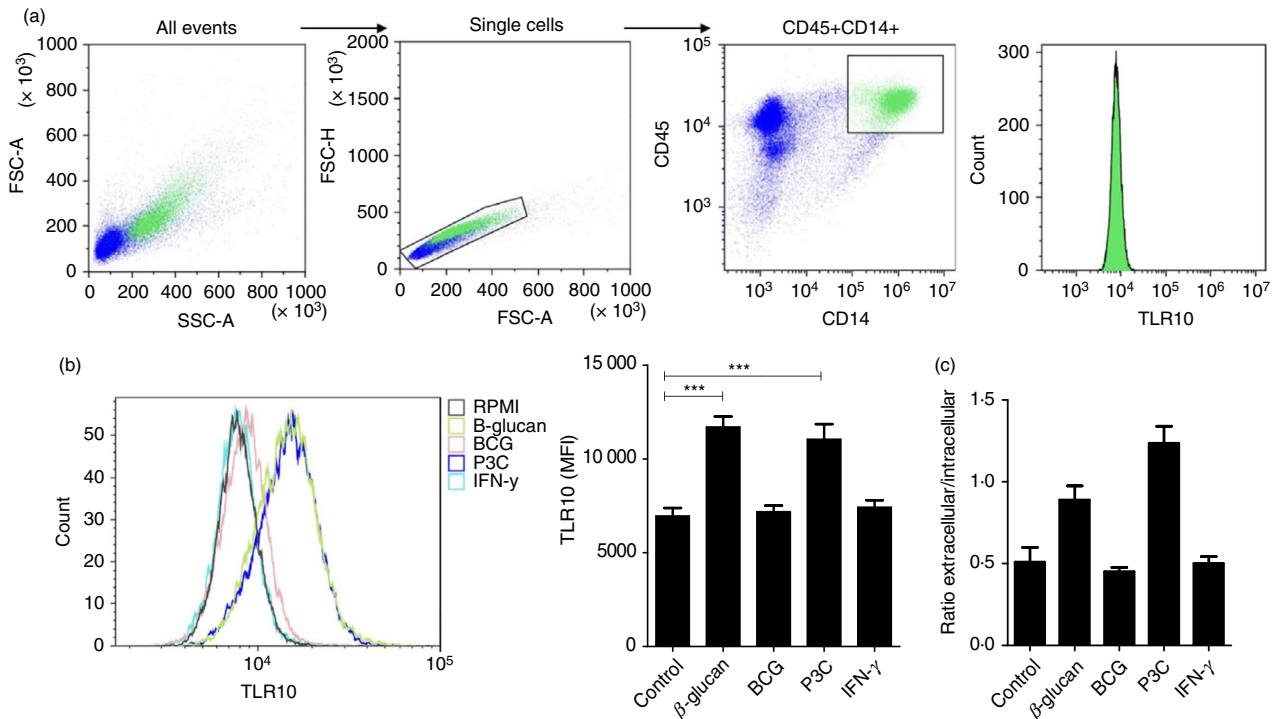 (a)
All events
Single cells
CD45+CD14+
FSC-A
(× 10³)
1000
800
600
400
200
0
0 200 400 600 800 1000
SSC-A
(× 10³)
FSC-H
(× 10³)
2000
1500
1000
500
0
0 200 400 600 800 1000
FSC-A
(× 10³)
CD45
10⁵
10⁴
10³
10³ 10⁴ 10⁵ 10⁶ 10⁷
CD14
Count
300
200
100
0
10³ 10⁴ 10⁵ 10⁶ 10⁷
TLR10
(b)
Count
50
40
30
20
10
0
10⁴ 10⁵
TLR10
RPMI
B-glucan
BCG
P3C
IFN-y
TLR10 (MFI)
15 000
10 000
5000
0
***
***
Control
β-glucan
BCG
P3C
IFN-γ
(c)
Ratio extracellular/intracellular
1·5
1·0
0·5
0·0
Control
β-glucan
BCG
P3C
IFN-γ